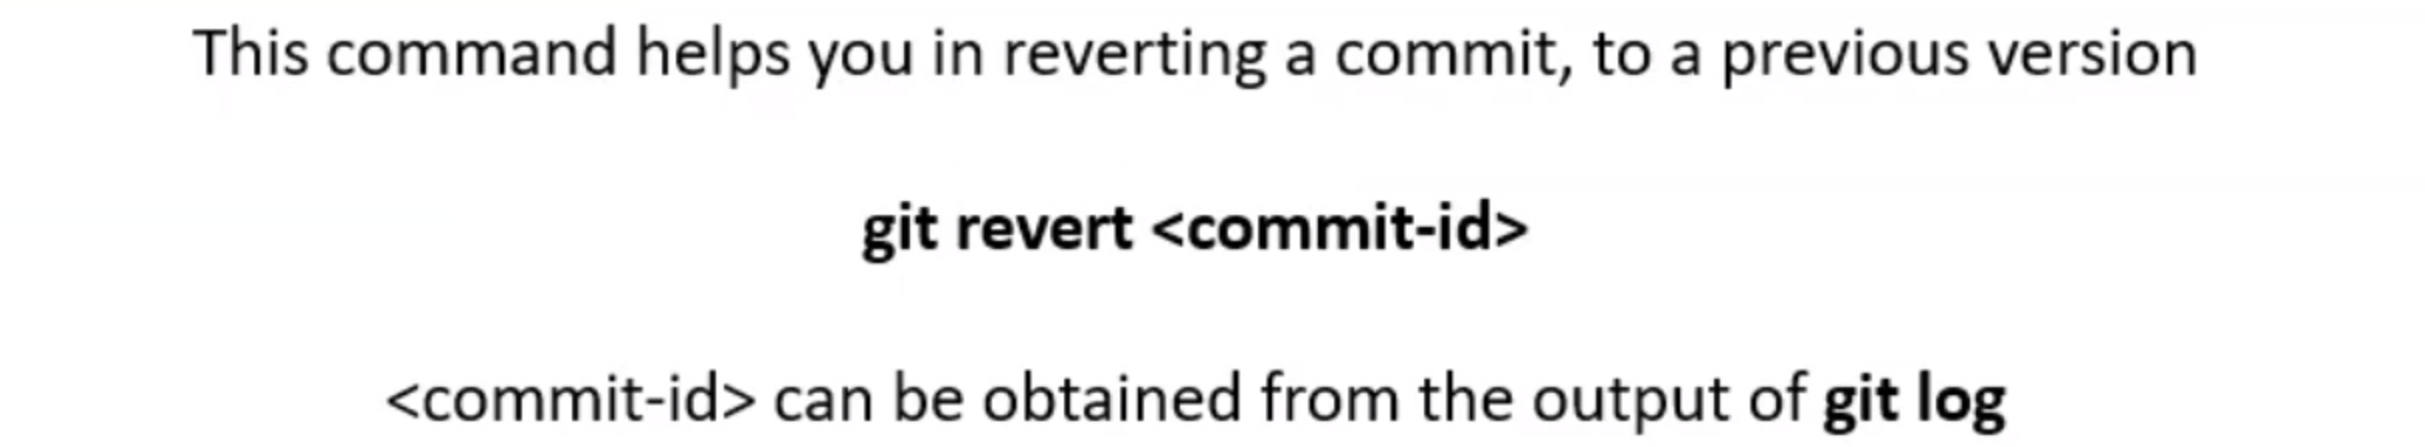 This command helps you in reverting a commit, to a previous version
git revert <commit-id>
<commit-id> can be obtained from the output of git log